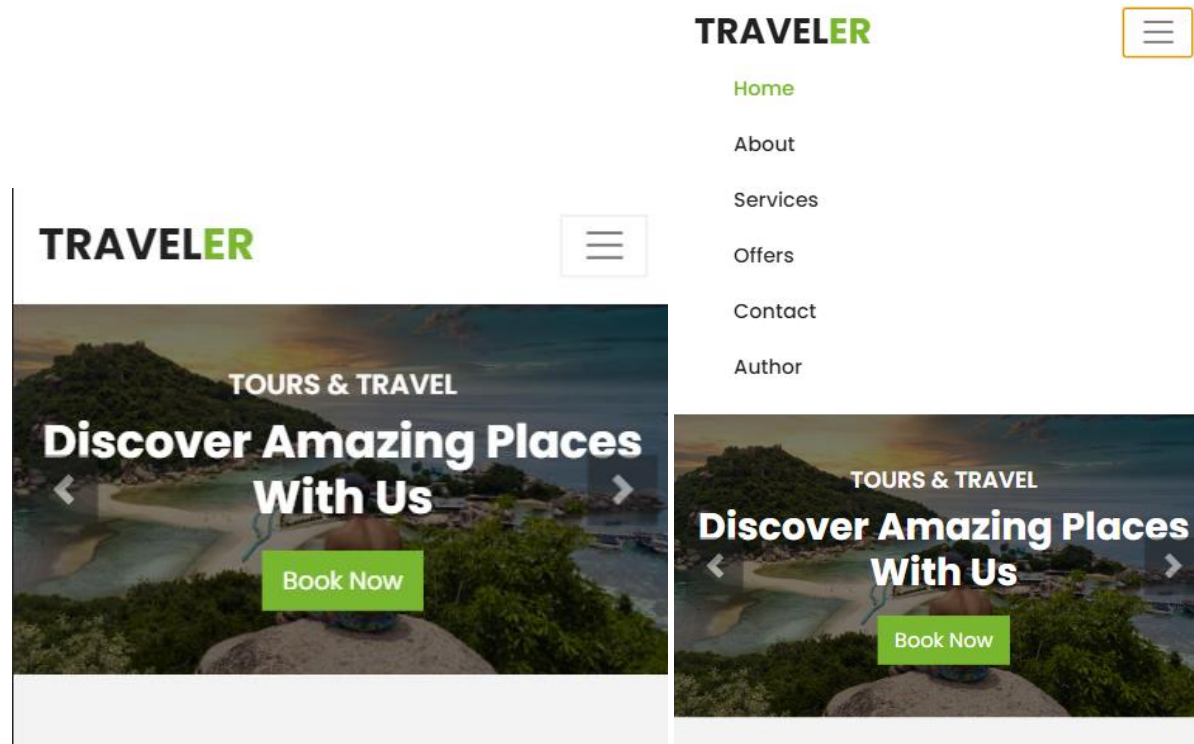 TRAVELER
TOURS & TRAVEL
Discover Amazing Places
With Us
Book Now
TRAVELER
Home
About
Services
Offers
Contact
Author
TOURS & TRAVEL
Discover Amazing Places
With Us
Book Now